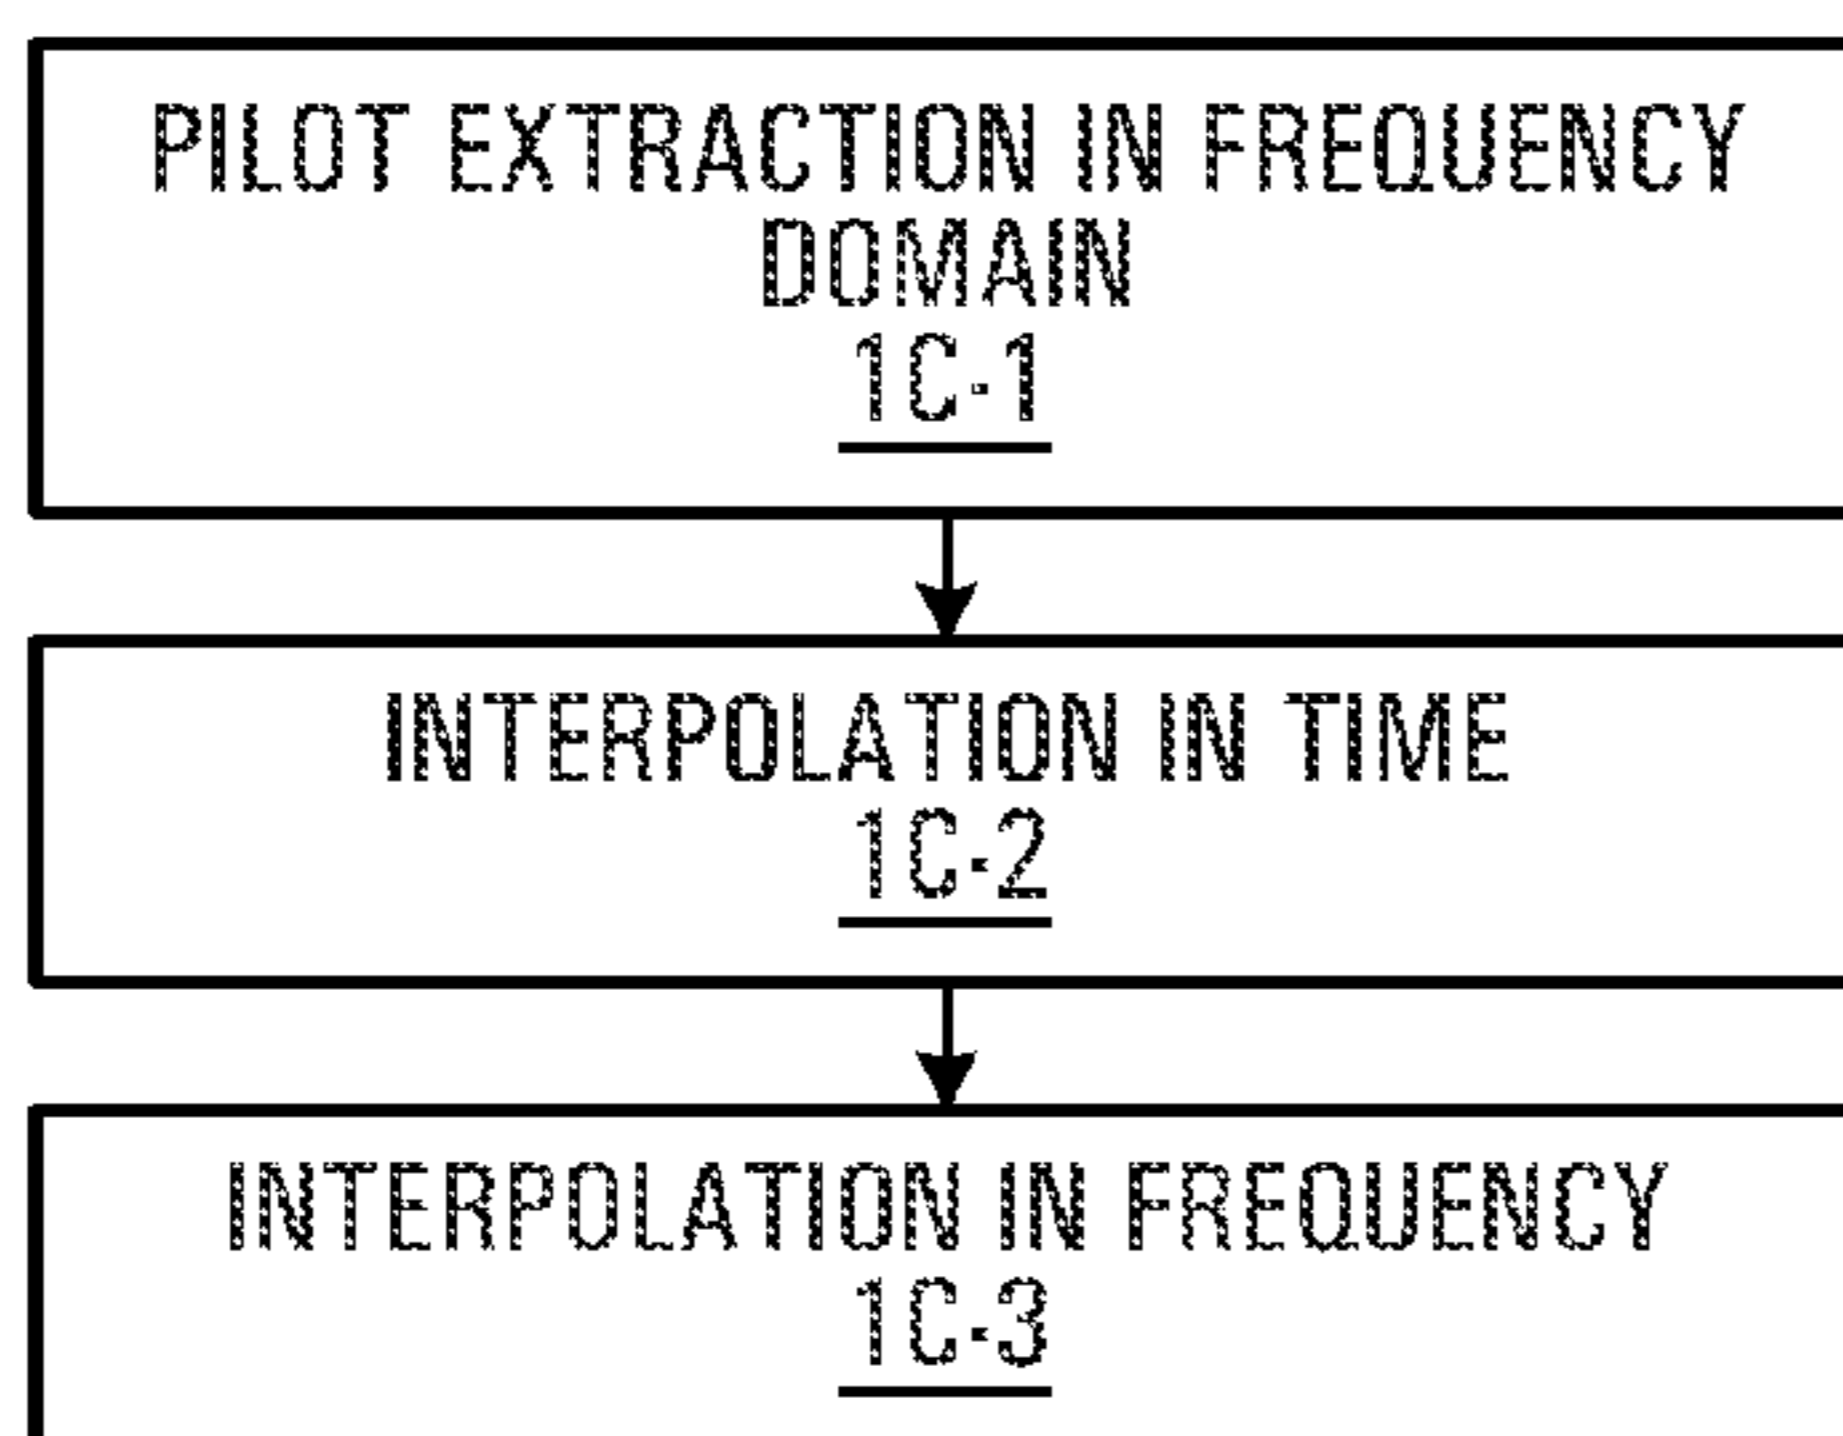 PILOT EXTRACTION IN FREQUENCY
DOMAIN
1C-1
INTERPOLATION IN TIME
1C-2
INTERPOLATION IN FREQUENCY
1C-3